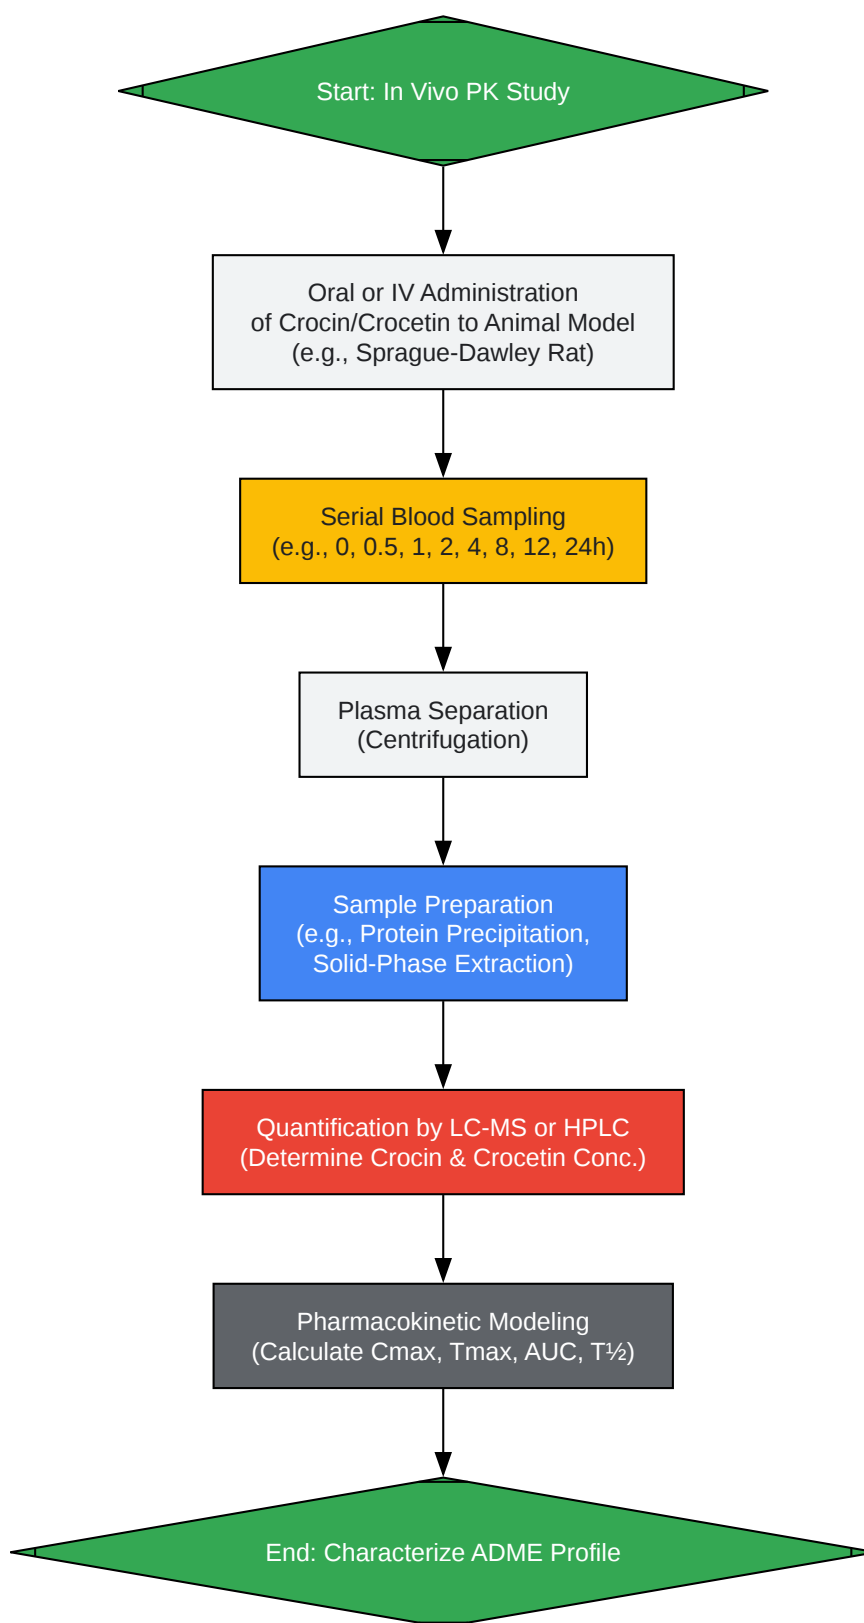 Start: In Vivo PK Study
Oral or IV Administration
of Crocin/Crocetin to Animal Model
(e.g., Sprague-Dawley Rat)
Serial Blood Sampling
(e.g., 0, 0.5, 1, 2, 4, 8, 12, 24h)
Plasma Separation
(Centrifugation)
Sample Preparation
(e.g., Protein Precipitation,
Solid-Phase Extraction)
Quantification by LC-MS or HPLC
(Determine Crocin & Crocetin Conc.)
Pharmacokinetic Modeling
(Calculate Cmax, Tmax, AUC, T½)
End: Characterize ADME Profile